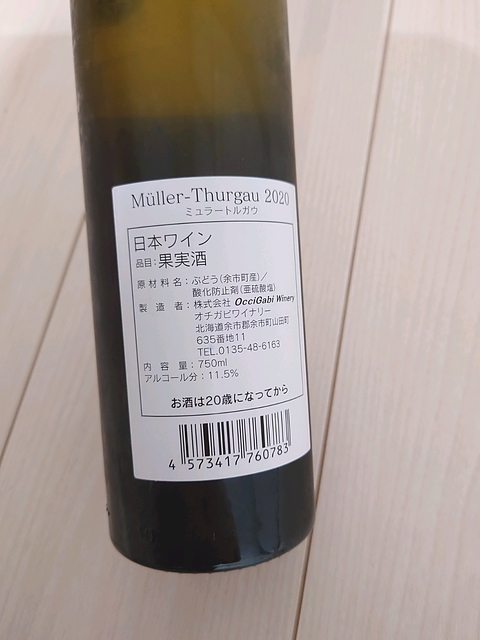 Müller-Thurgau 2020
ミュラートルガウ
日本ワイン
品目:果実酒
原材料名:ぶどう(余市町産)/
酸化防止剤(亜硫酸塩)
製造者:株式会社 OcciGabi Winery
オチガビワイナリー
北海道余市郡余市町山田町
635番地11
TEL.0135-48-6163
内容量:750ml
アルコール分:11.5%
お酒は20歳になってから
4 573417 760783